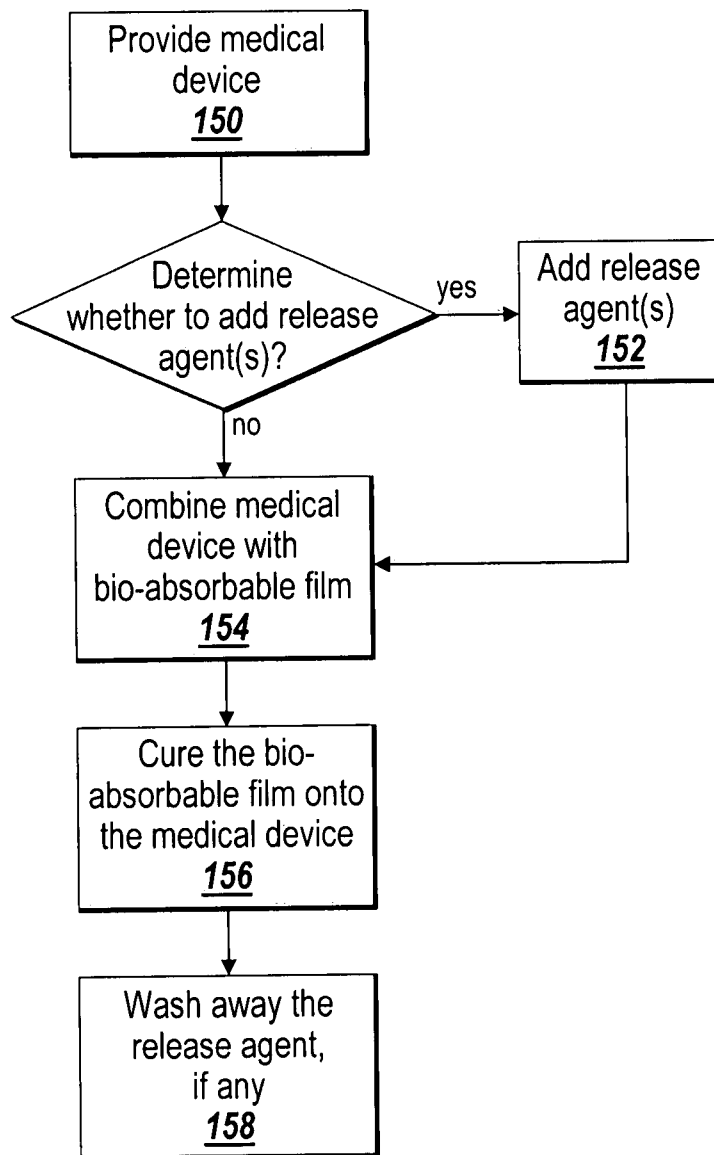 Provide medical
device
150
Determine
whether to add release
agent(s)?
yes
Add release
agent(s)
152
no
Combine medical
device with
bio-absorbable film
154
Cure the bio-
absorbable film onto
the medical device
156
Wash away the
release agent,
if any
158